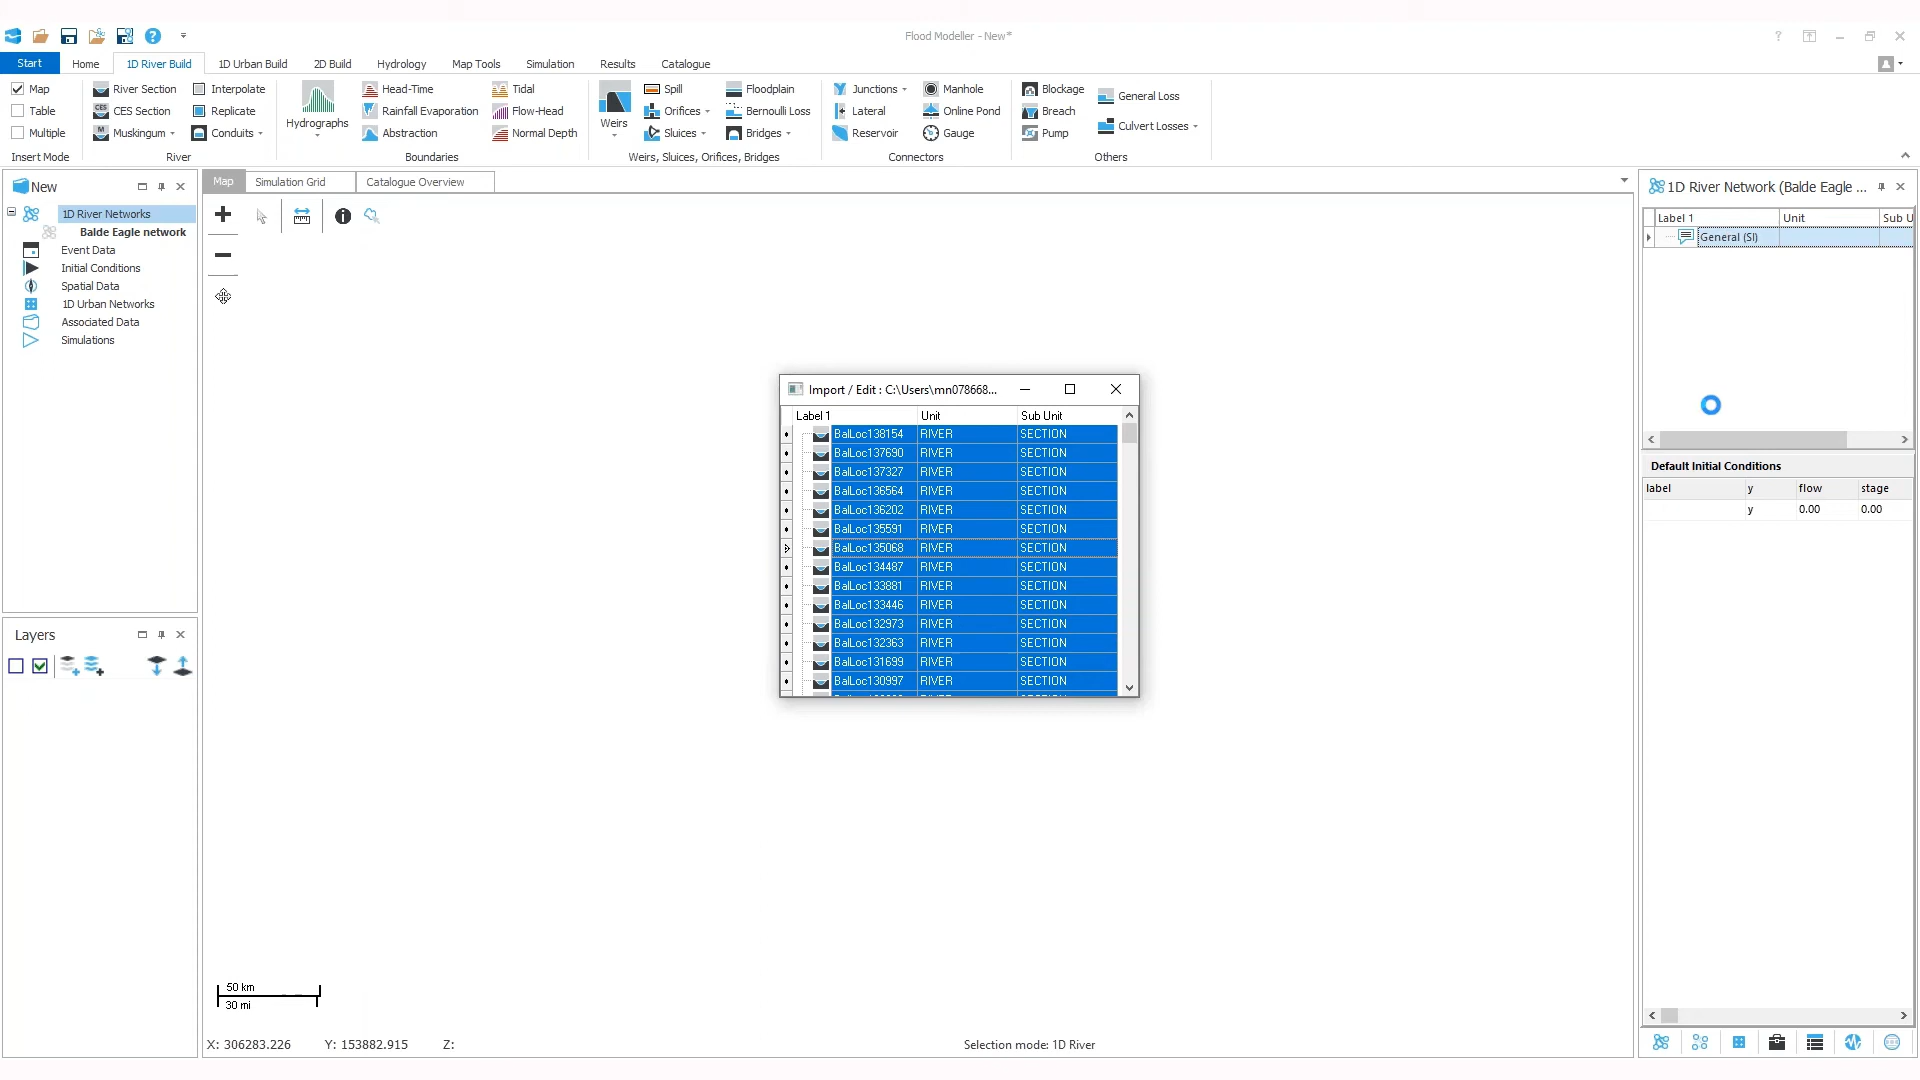 Flood Modeller - New*
Start Home 1D River Build 1D Urban Build 2D Build Hydrology Map Tools Simulation Results Catalogue
Map River Section Interpolate Head-Time Tidal Spill Floodplain Junctions Manhole Blockage General Loss
Table CES Section Replicate Hydrographs Rainfall Evaporation Flow-Head Weirs Orifices Bernoulli Loss Lateral Online Pond Breach
Multiple Muskingum Conduits Abstraction Normal Depth Sluices Bridges Reservoir Gauge Pump Culvert Losses
Insert Mode River Boundaries Weirs, Sluices, Orifices, Bridges Connectors Others
New
1D River Networks
Balde Eagle network
Event Data
Initial Conditions
Spatial Data
1D Urban Networks
Associated Data
Simulations
Layers
Map Simulation Grid Catalogue Overview
Import / Edit : C:\Users\mn078668...
Label 1 Unit Sub Unit
BalLoc138154 RIVER SECTION
BalLoc137690 RIVER SECTION
BalLoc137327 RIVER SECTION
BalLoc136564 RIVER SECTION
BalLoc136202 RIVER SECTION
BalLoc135591 RIVER SECTION
BalLoc135068 RIVER SECTION
BalLoc134487 RIVER SECTION
BalLoc133881 RIVER SECTION
BalLoc133446 RIVER SECTION
BalLoc132973 RIVER SECTION
BalLoc132363 RIVER SECTION
BalLoc131699 RIVER SECTION
BalLoc130997 RIVER SECTION
50 km
30 mi
X: 306283.226 Y: 153882.915 Z:
Selection mode: 1D River
1D River Network (Balde Eagle ...
Label 1 Unit Sub U
General (SI)
Default Initial Conditions
label y flow stage
y 0.00 0.00